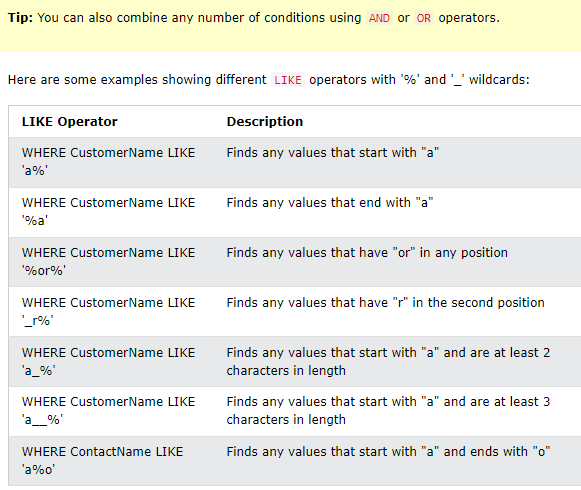 Tip: You can also combine any number of conditions using AND or OR operators.
Here are some examples showing different LIKE operators with '%' and '_' wildcards:
LIKE Operator Description
WHERE CustomerName LIKE 'a%' Finds any values that start with "a"
WHERE CustomerName LIKE '%a' Finds any values that end with "a"
WHERE CustomerName LIKE '%or%' Finds any values that have "or" in any position
WHERE CustomerName LIKE '_r%' Finds any values that have "r" in the second position
WHERE CustomerName LIKE 'a_%' Finds any values that start with "a" and are at least 2 characters in length
WHERE CustomerName LIKE 'a__%' Finds any values that start with "a" and are at least 3 characters in length
WHERE ContactName LIKE 'a%o' Finds any values that start with "a" and ends with "o"